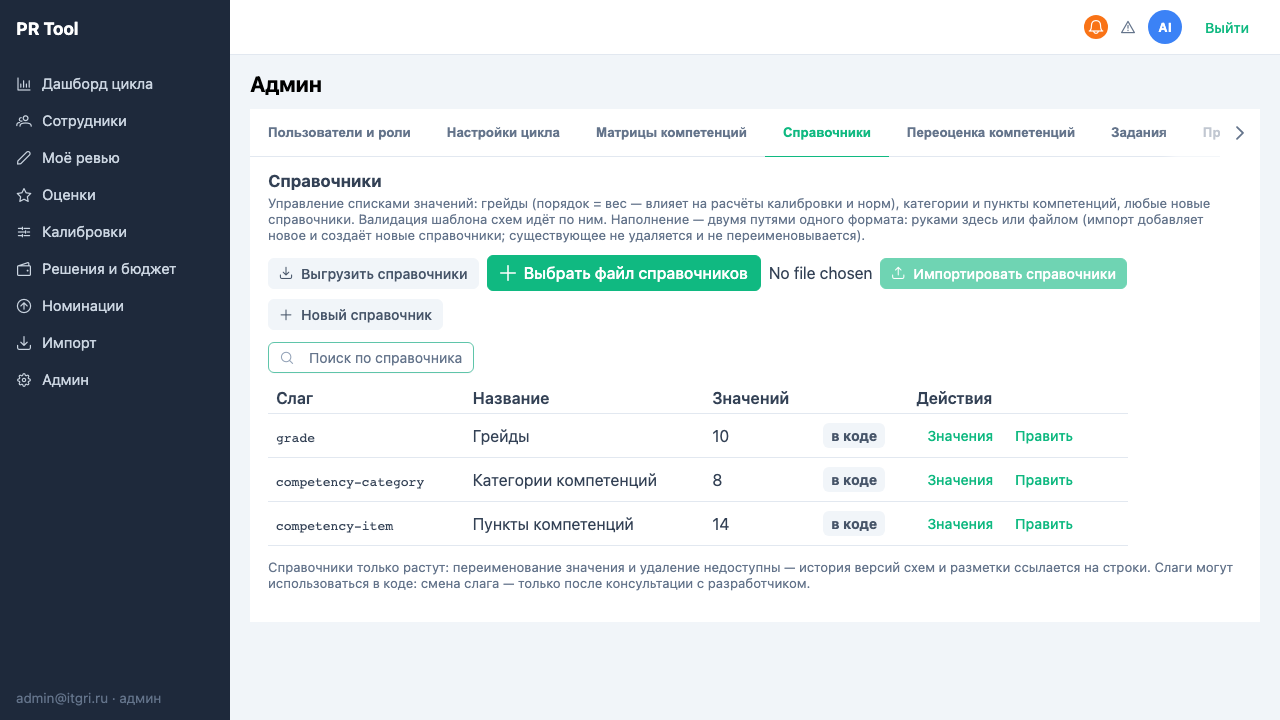 PR Tool
AI
Выйти
Дашборд цикла
Сотрудники
Моё ревью
Оценки
Калибровки
Решения и бюджет
Номинации
Импорт
Админ
admin@itgri.ru · админ
Админ
Пользователи и роли Настройки цикла Матрицы компетенций Справочники Переоценка компетенций Задания Пр
Справочники
Управление списками значений: грейды (порядок = вес — влияет на расчёты калибровки и норм), категории и пункты компетенций, любые новые
справочники. Валидация шаблона схем идёт по ним. Наполнение — двумя путями одного формата: руками здесь или файлом (импорт добавляет
новое и создаёт новые справочники; существующее не удаляется и не переименовывается).
Выгрузить справочники Выбрать файл справочников No file chosen Импортировать справочники
Новый справочник
Поиск по справочника
Слаг Название Значений Действия
grade Грейды 10 в коде Значения Править
competency-category Категории компетенций 8 в коде Значения Править
competency-item Пункты компетенций 14 в коде Значения Править
Справочники только растут: переименование значения и удаление недоступны — история версий схем и разметки ссылается на строки. Слаги могут
использоваться в коде: смена слага — только после консультации с разработчиком.